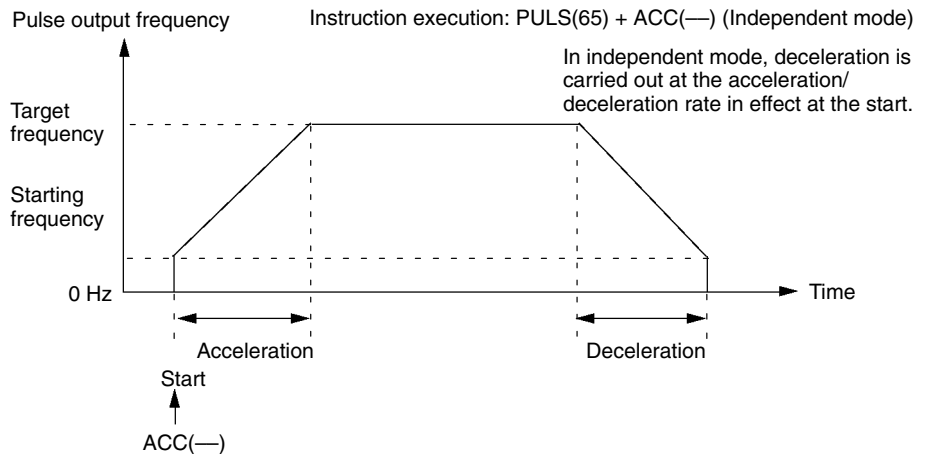 Pulse output frequency
Instruction execution: PULS(65) + ACC(––) (Independent mode)
In independent mode, deceleration is
carried out at the acceleration/
deceleration rate in effect at the start.
Target
frequency
Starting
frequency
0 Hz
Time
Acceleration
Deceleration
Start
ACC(––)